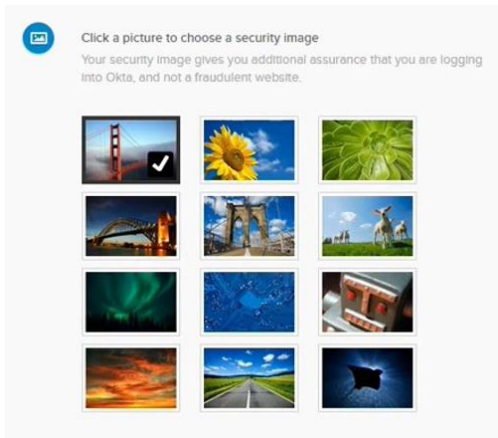 Click a picture to choose a security image
Your security image gives you additional assurance that you are logging
into Okta, and not a fraudulent website.